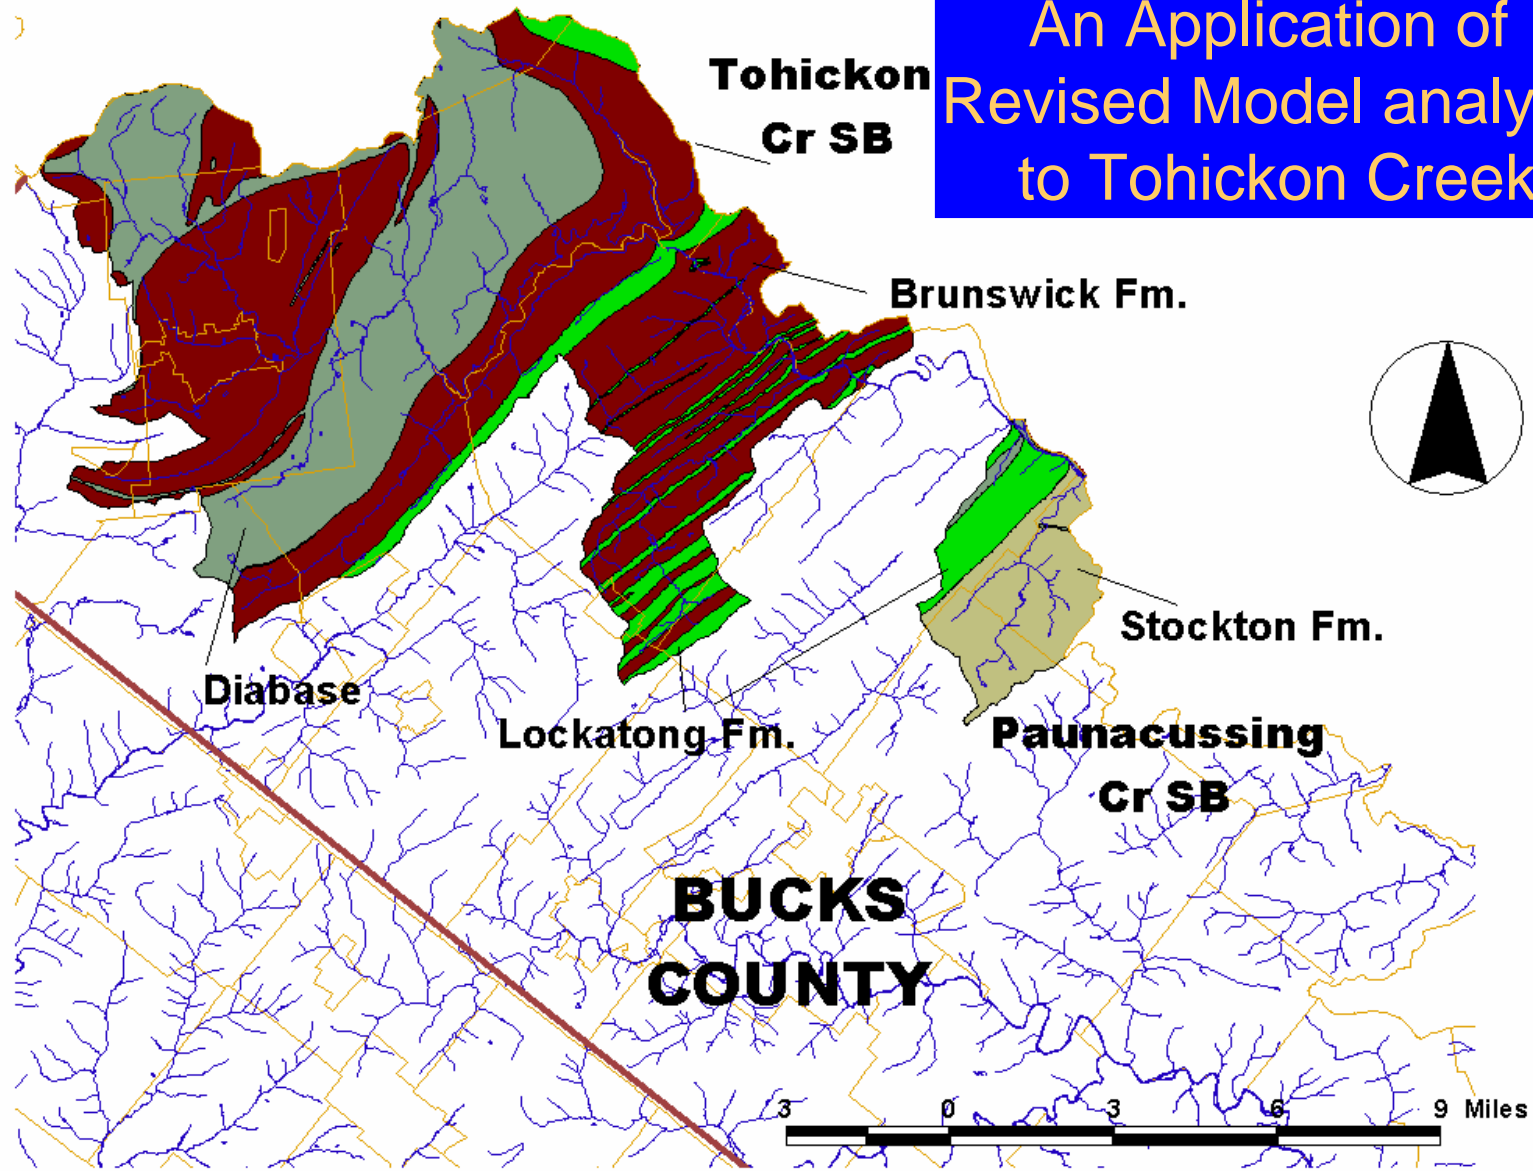 An Application of
Revised Model analy
to Tohickon Creek
Tohickon
Cr SB
Brunswick Fm.
Stockton Fm.
Diabase
Lockatong Fm.
Paunacussing
Cr SB
BUCKS
COUNTY
3 0 3 6 9 Miles